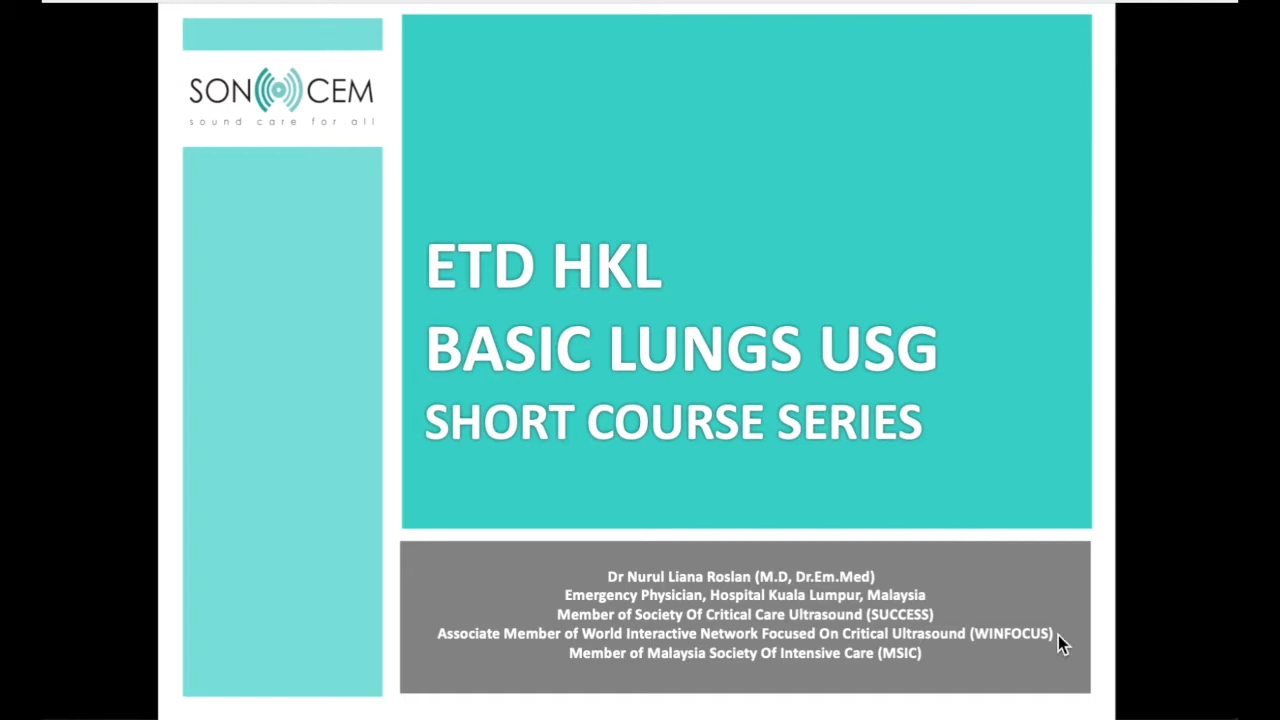 SON CEM
sound care for all
ETD HKL
BASIC LUNGS USG
SHORT COURSE SERIES
Dr Nurul Liana Roslan (M.D, Dr.Em.Med)
Emergency Physician, Hospital Kuala Lumpur, Malaysia
Member of Society Of Critical Care Ultrasound (SUCCESS)
Associate Member of World Interactive Network Focused On Critical Ultrasound (WINFOCUS)
Member of Malaysia Society Of Intensive Care (MSIC)